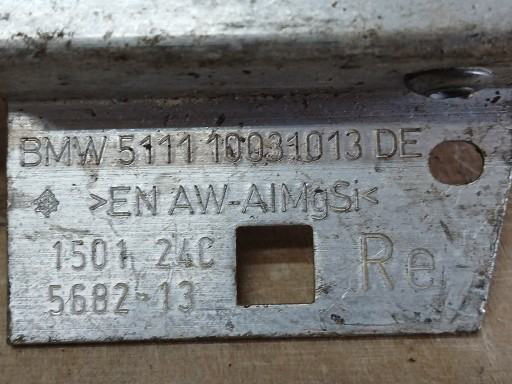 BMW 5111 10031013 DE
>EN AW-AlMgSi<
1501 24C
Re
5682-13